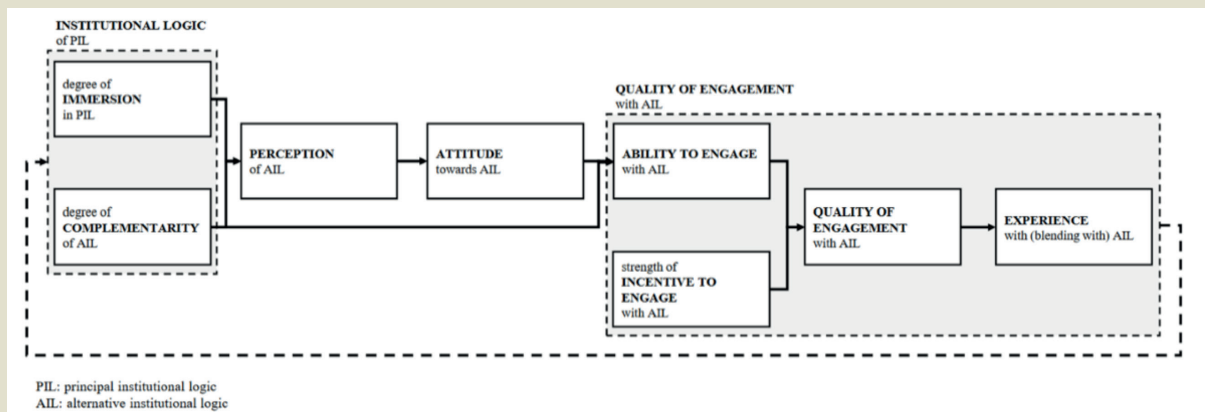 INSTITUTIONAL LOGIC
of PIL
degree of
IMMERSION
in PIL
degree of
COMPLEMENTARITY
of AIL
PERCEPTION
of AIL
ATTITUDE
towards AIL
QUALITY OF ENGAGEMENT
with AIL
ABILITY TO ENGAGE
with AIL
strength of
INCENTIVE TO
ENGAGE
with AIL
QUALITY OF
ENGAGEMENT
with AIL
EXPERIENCE
with (blending with) AIL
PIL: principal institutional logic
AIL: alternative institutional logic